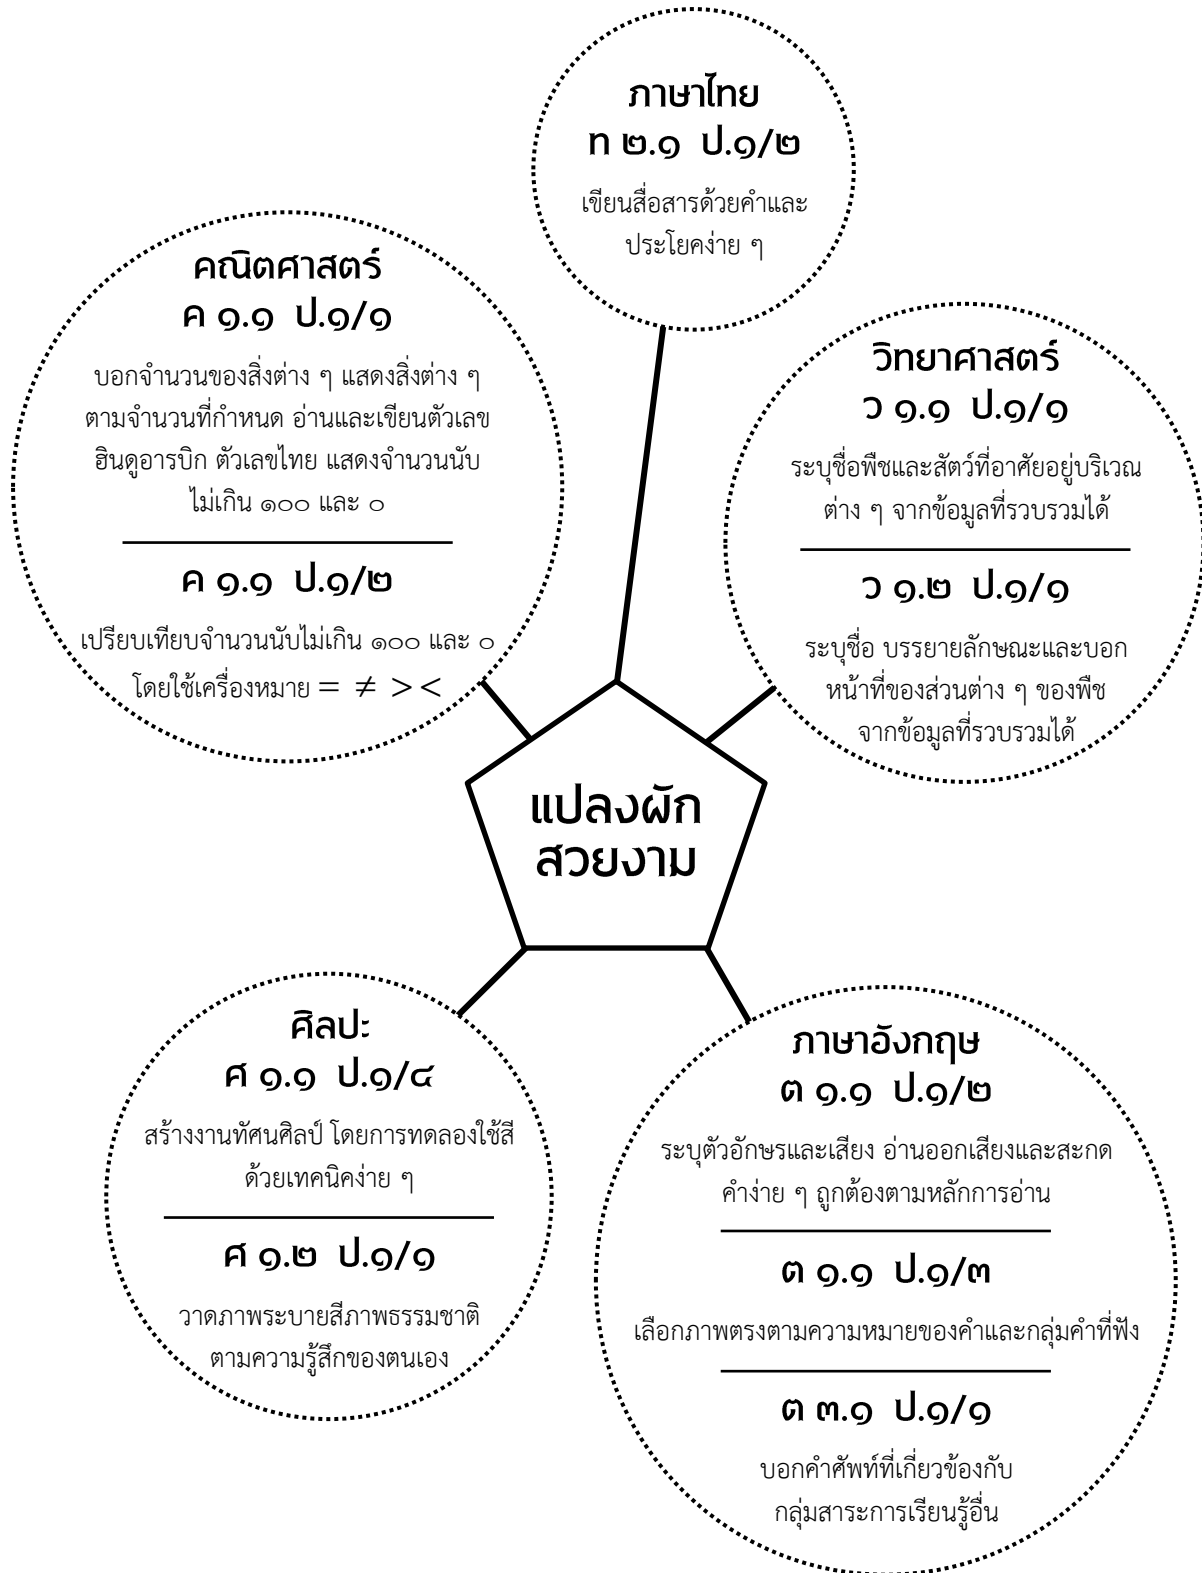 ภาษาไทย
ท ๒.๑ ป.๑/๒
เขียนสื่อสารด้วยคำและ
ประโยคง่าย ๆ
คณิตศาสตร์
ค ๑.๑ ป.๑/๑
บอกจำนวนของสิ่งต่าง ๆ แสดงสิ่งต่าง ๆ
ตามจำนวนที่กำหนด อ่านและเขียนตัวเลข
ฮินดูอารบิก ตัวเลขไทย แสดงจำนวนนับ
ไม่เกิน ๑๐๐ และ ๐
ค ๑.๑ ป.๑/๒
เปรียบเทียบจำนวนนับไม่เกิน ๑๐๐ และ ๐
โดยใช้เครื่องหมาย = ≠ > <
วิทยาศาสตร์
ว ๑.๑ ป.๑/๑
ระบุชื่อพืชและสัตว์ที่อาศัยอยู่บริเวณ
ต่าง ๆ จากข้อมูลที่รวบรวมได้
ว ๑.๒ ป.๑/๑
ระบุชื่อ บรรยายลักษณะและบอก
หน้าที่ของส่วนต่าง ๆ ของพืช
จากข้อมูลที่รวบรวมได้
แปลงผัก
สวยงาม
ศิลปะ
ศ ๑.๑ ป.๑/๔
สร้างงานทัศนศิลป์ โดยการทดลองใช้สี
ด้วยเทคนิคง่าย ๆ
ศ ๑.๒ ป.๑/๑
วาดภาพระบายสีภาพธรรมชาติ
ตามความรู้สึกของตนเอง
ภาษาอังกฤษ
ต ๑.๑ ป.๑/๒
ระบุตัวอักษรและเสียง อ่านออกเสียงและสะกด
คำง่าย ๆ ถูกต้องตามหลักการอ่าน
ต ๑.๑ ป.๑/๓
เลือกภาพตรงตามความหมายของคำและกลุ่มคำที่ฟัง
ต ๓.๑ ป.๑/๑
บอกคำศัพท์ที่เกี่ยวข้องกับ
กลุ่มสาระการเรียนรู้อื่น